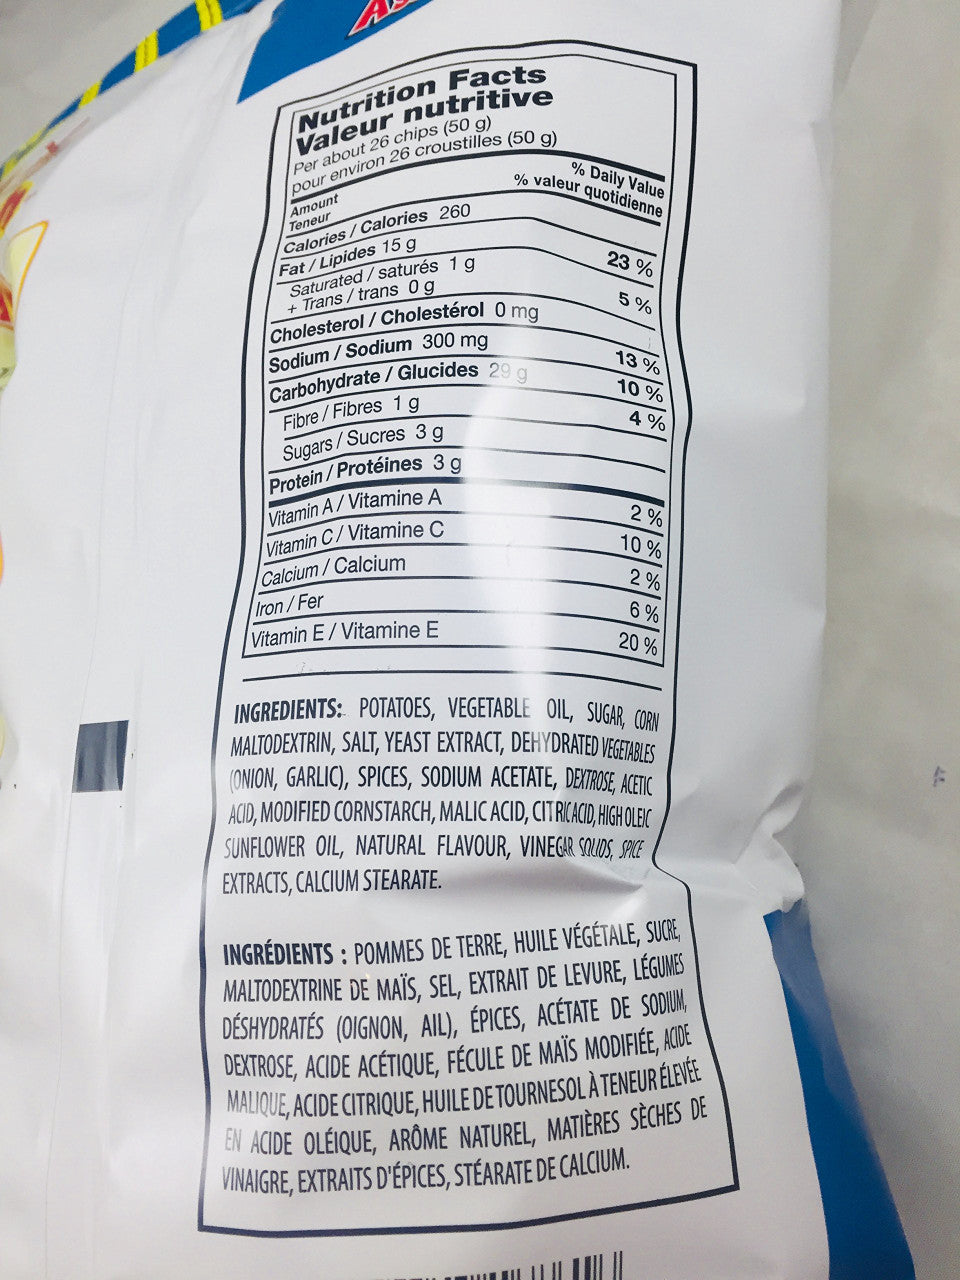 Nutrition Facts
Valeur nutritive
Per about 26 chips (50 g)
pour environ 26 croustilles (50 g)
Amount % Daily Value
Teneur % valeur quotidienne
Calories / Calories 260
Fat / Lipides 15 g 23 %
Saturated / saturés 1 g 5 %
+ Trans / trans 0 g
Cholesterol / Cholestérol 0 mg
Sodium / Sodium 300 mg 13 %
Carbohydrate / Glucides 29 g 10 %
Fibre / Fibres 1 g 4 %
Sugars / Sucres 3 g
Protein / Protéines 3 g
Vitamin A / Vitamine A 2 %
Vitamin C / Vitamine C 10 %
Calcium / Calcium 2 %
Iron / Fer 6 %
Vitamin E / Vitamine E 20 %
INGREDIENTS: POTATOES, VEGETABLE OIL, SUGAR, CORN
MALTODEXTRIN, SALT, YEAST EXTRACT, DEHYDRATED VEGETABLES
(ONION, GARLIC), SPICES, SODIUM ACETATE, DEXTROSE, ACETIC
ACID, MODIFIED CORNSTARCH, MALIC ACID, CITRIC ACID, HIGH OLEIC
SUNFLOWER OIL, NATURAL FLAVOUR, VINEGAR SOLIDS, SPICE
EXTRACTS, CALCIUM STEARATE.
INGRÉDIENTS : POMMES DE TERRE, HUILE VÉGÉTALE, SUCRE,
MALTODEXTRINE DE MAÏS, SEL, EXTRAIT DE LEVURE, LÉGUMES
DÉSHYDRATÉS (OIGNON, AIL), ÉPICES, ACÉTATE DE SODIUM,
DEXTROSE, ACIDE ACÉTIQUE, FÉCULE DE MAÏS MODIFIÉE, ACIDE
MALIQUE, ACIDE CITRIQUE, HUILE DE TOURNESOL À TENEUR ÉLEVÉE
EN ACIDE OLÉIQUE, ARÔME NATUREL, MATIÈRES SÈCHES DE
VINAIGRE, EXTRAITS D'ÉPICES, STÉARATE DE CALCIUM.